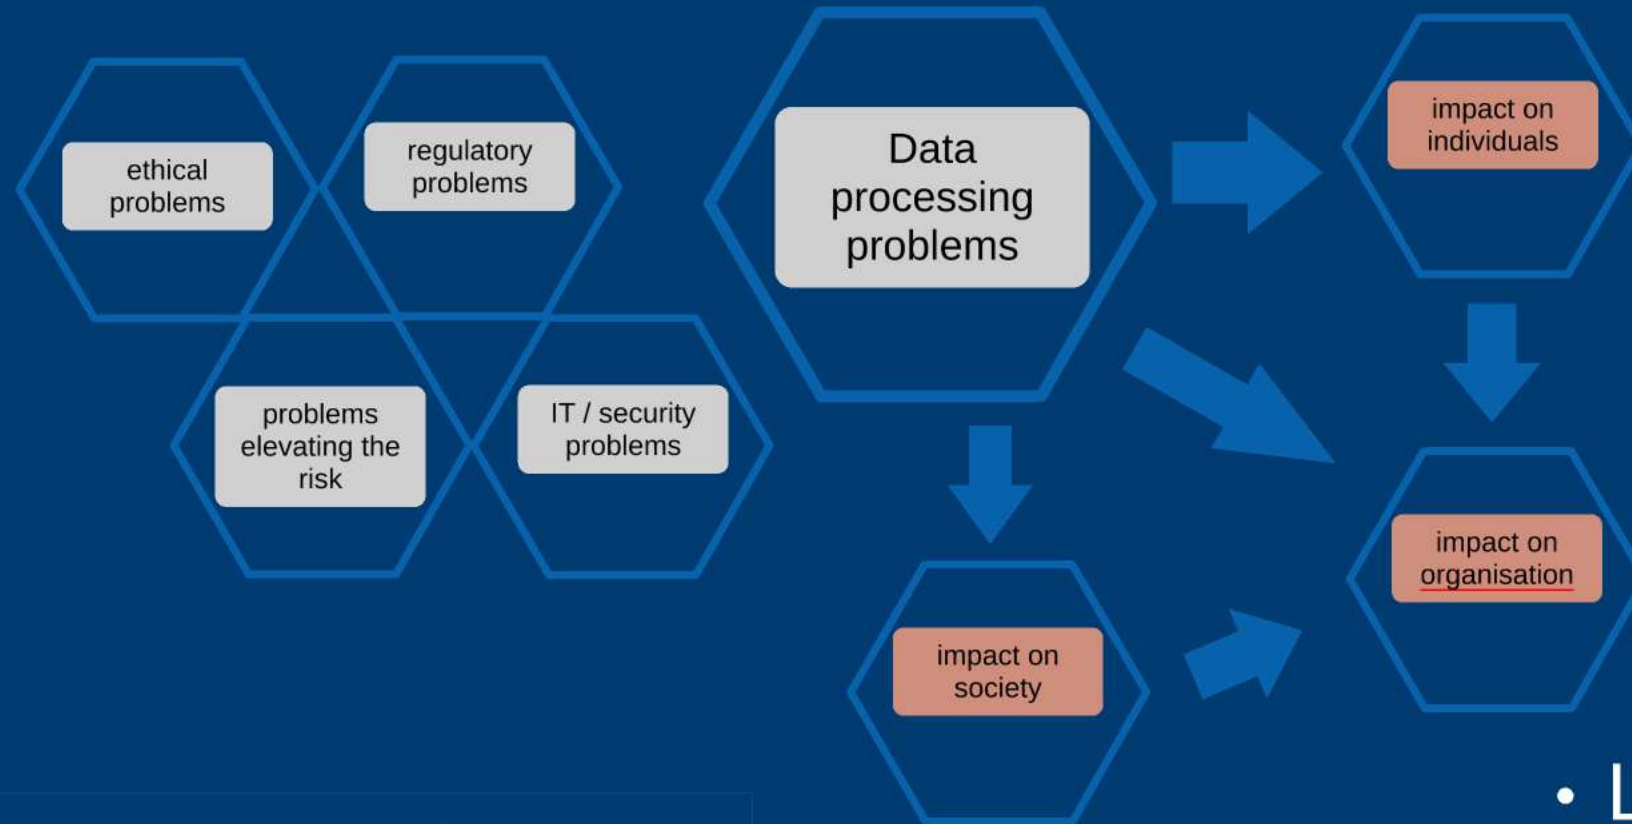 ethical
problems
regulatory
problems
problems
elevating the
risk
IT / security
problems
Data
processing
problems
impact on
individuals
impact on
organisation
impact on
society
• L